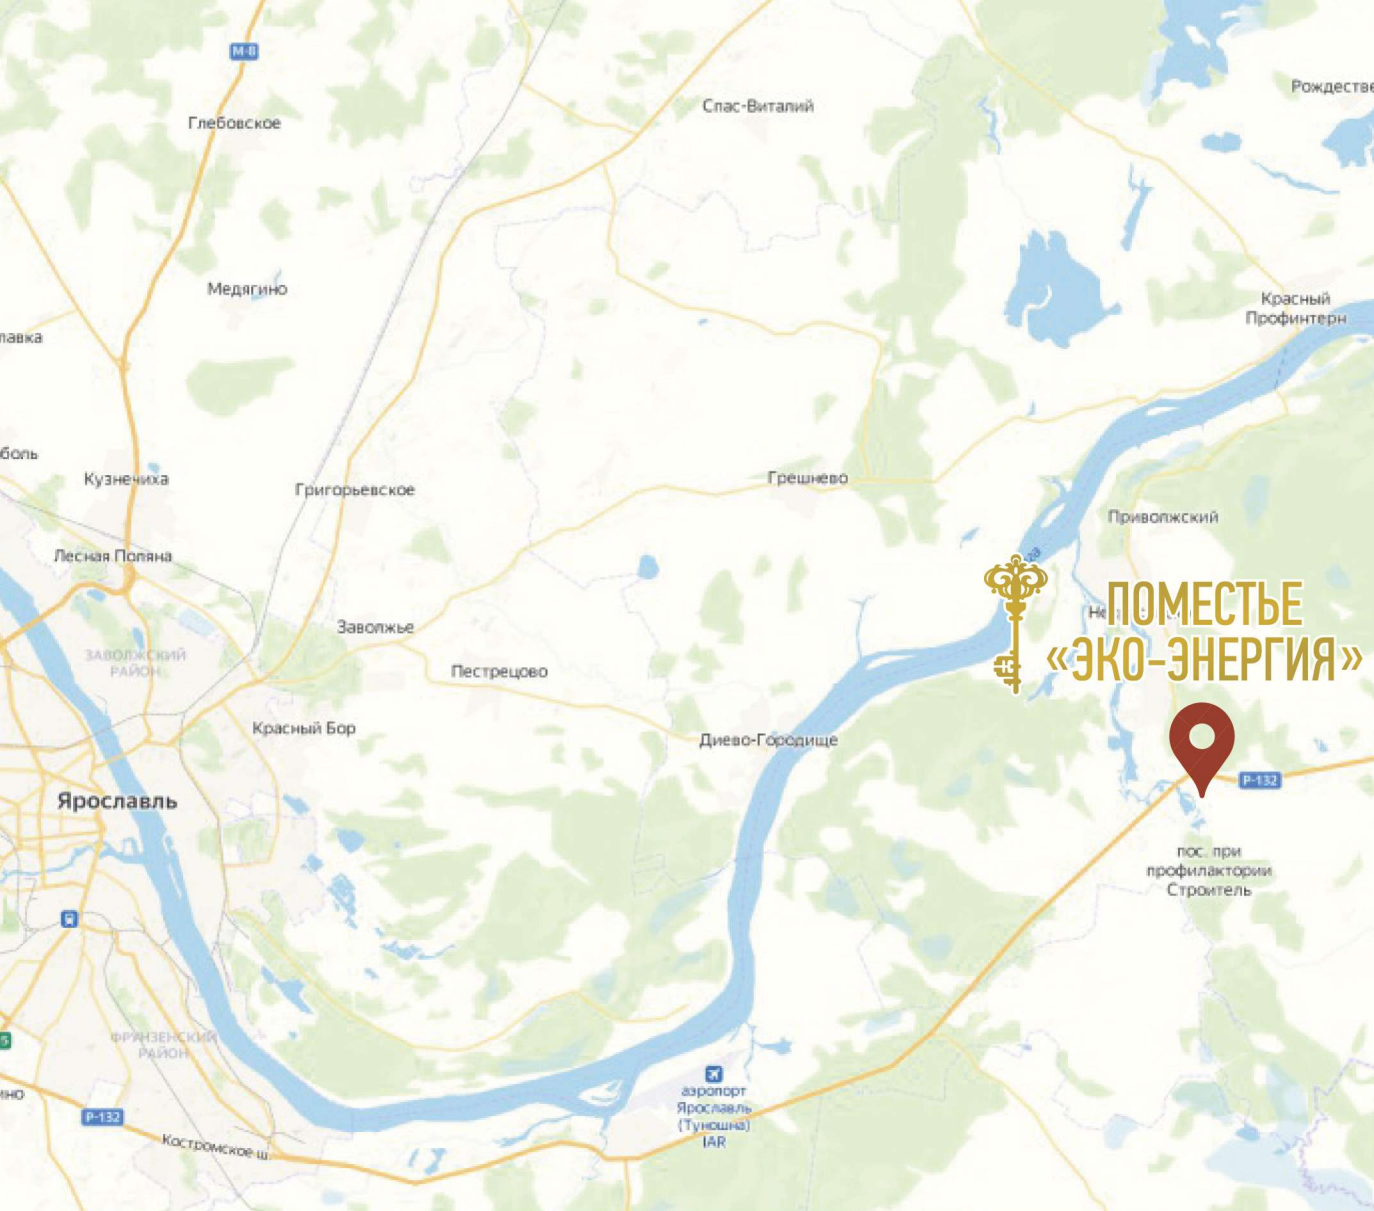 М-8
Глебовское
Спас-Виталий
Рождестве
Медягино
Красный
Профинтерн
лавка
боль
Кузнечиха
Григорьевское
Грешнево
Приволжский
Лесная Поляна
Заволжье
ЗАВОЛЖСКИЙ
РАЙОН
Пестрецово
ПОМЕСТЬЕ
«ЭКО-ЭНЕРГИЯ»
Красный Бор
Диево-Городище
Р-132
Ярославль
пос. при
профилактории
Строитель
ФРУНЗЕНСКИЙ
РАЙОН
аэропорт
Ярославль
(Туношна)
IAR
Р-132
Костромское ш.